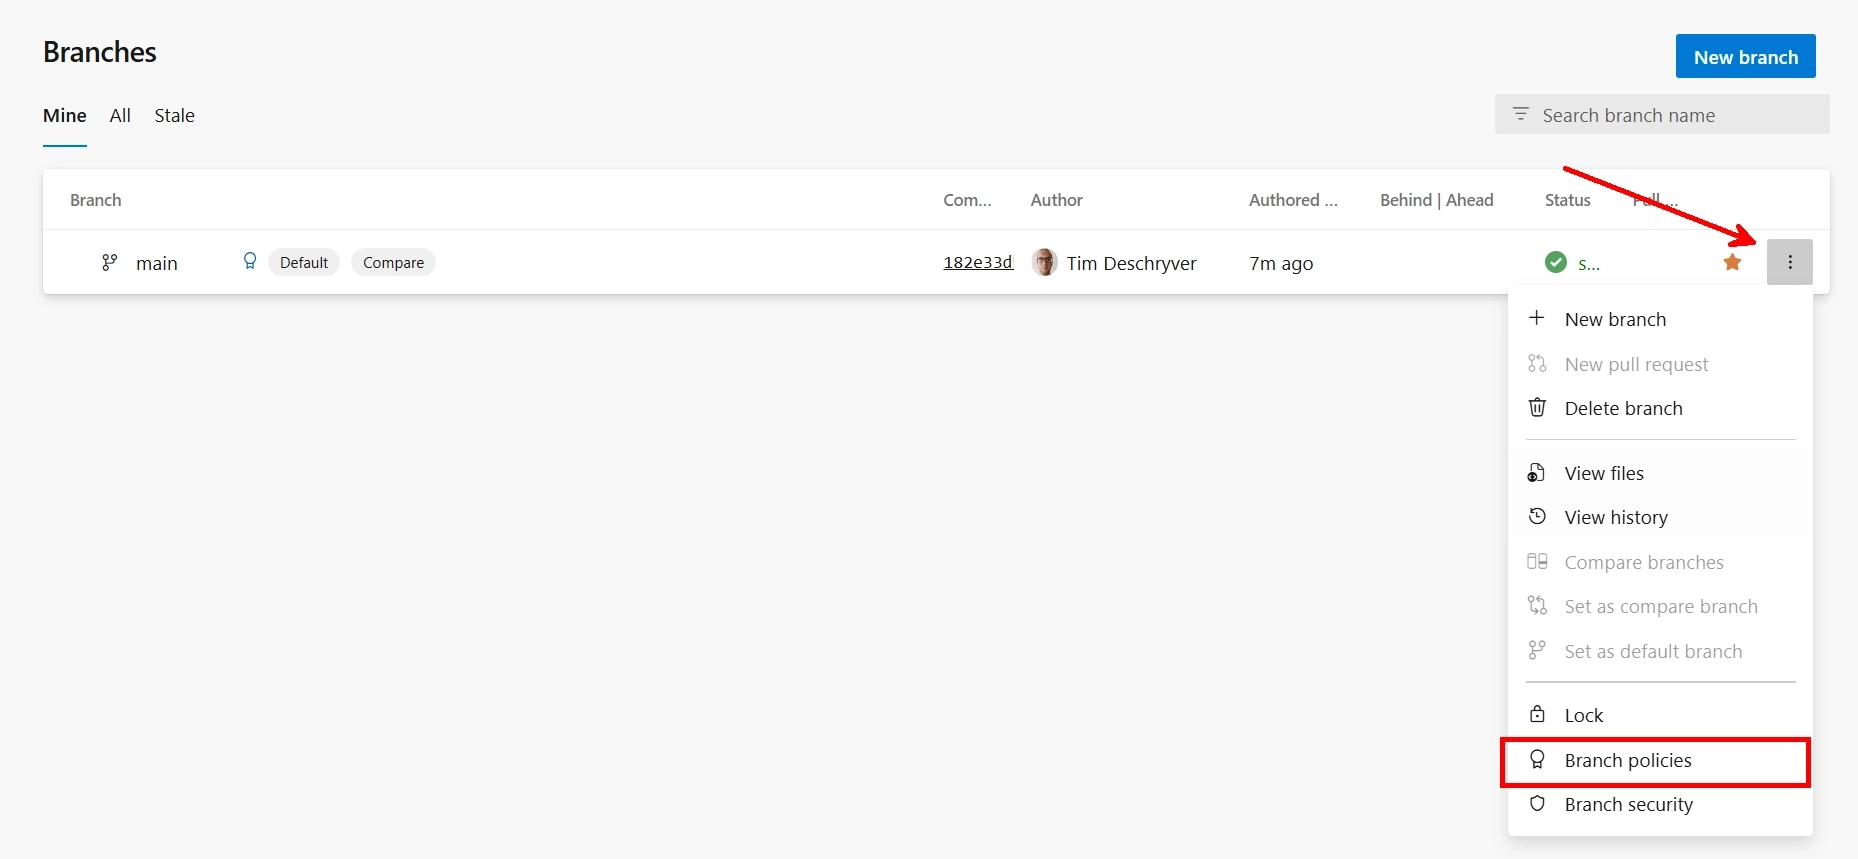 Branches
New branch
Mine All Stale
Search branch name
Branch Com... Author Authored ... Behind | Ahead Status Pull ...
main Default Compare 182e33d Tim Deschryver 7m ago s...
New branch
New pull request
Delete branch
View files
View history
Compare branches
Set as compare branch
Set as default branch
Lock
Branch policies
Branch security